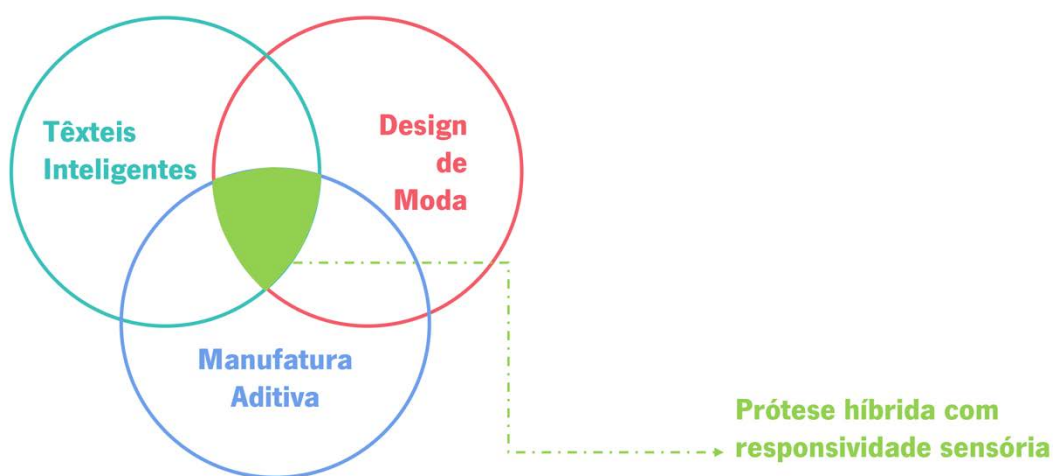 Têxteis
Inteligentes
Design
de
Moda
Manufatura
Aditiva
Prótese híbrida com
responsividade sensória